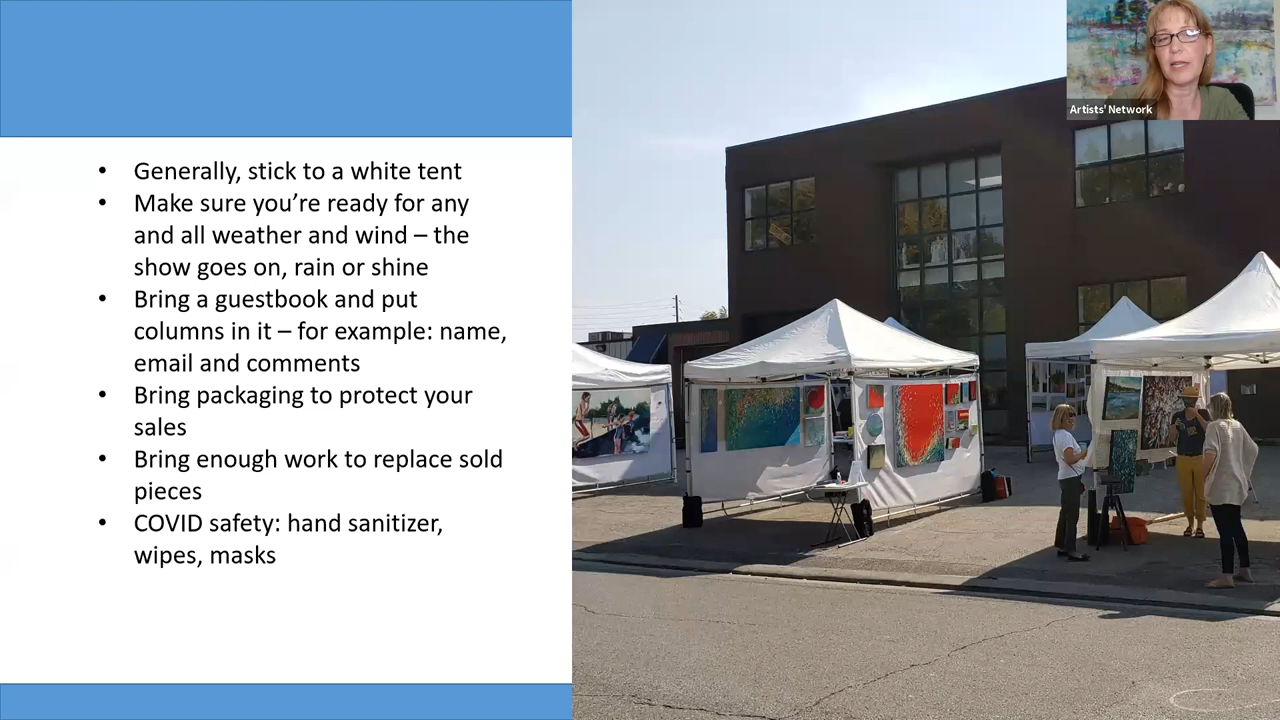 • Generally, stick to a white tent
• Make sure you’re ready for any
and all weather and wind – the
show goes on, rain or shine
• Bring a guestbook and put
columns in it – for example: name,
email and comments
• Bring packaging to protect your
sales
• Bring enough work to replace sold
pieces
• COVID safety: hand sanitizer,
wipes, masks
Artists' Network